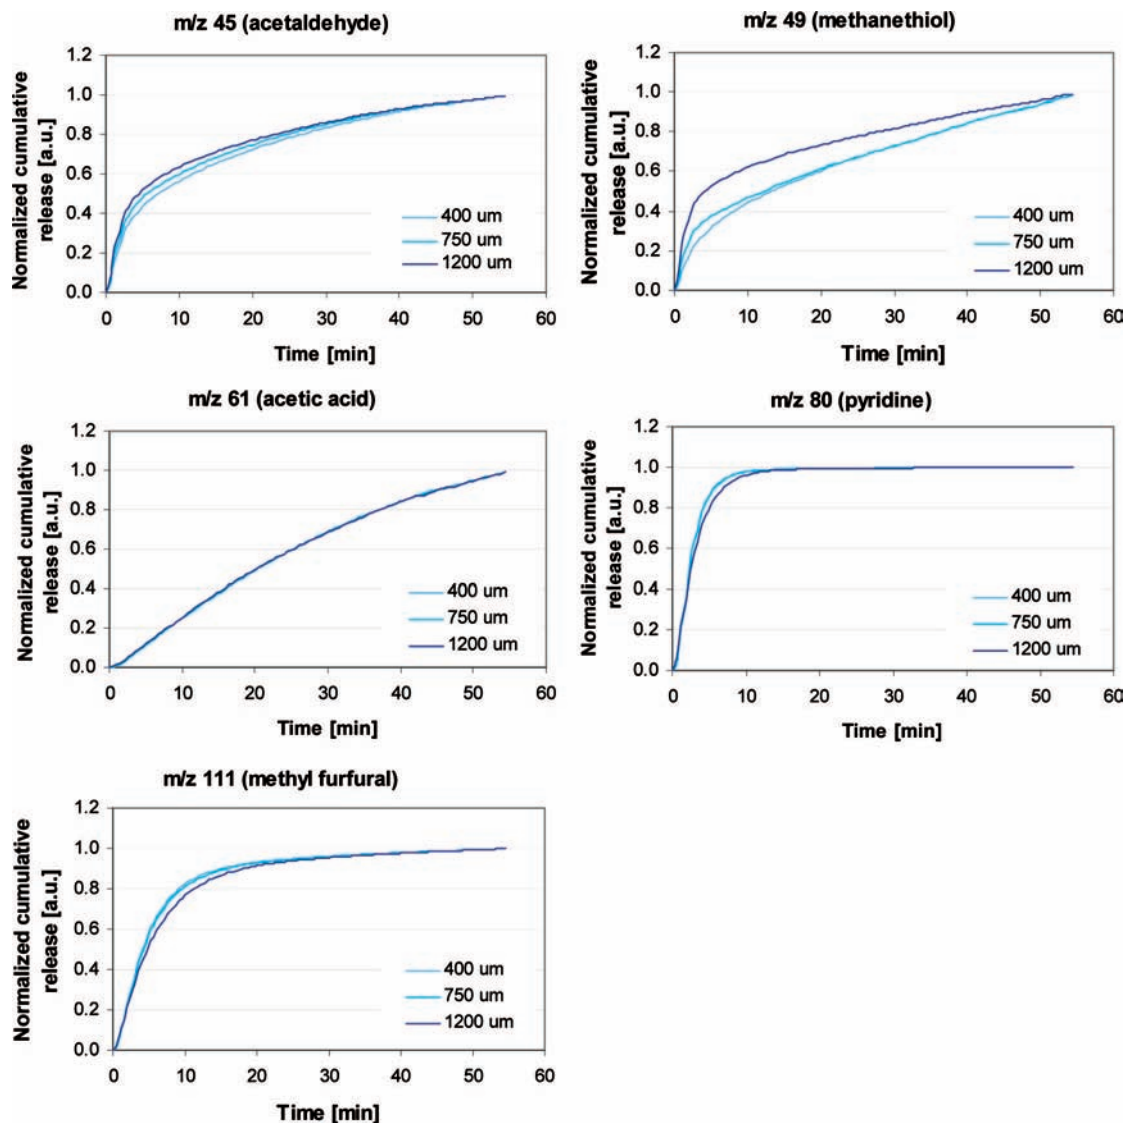 m/z 45 (acetaldehyde)
Normalized cumulative
release [a.u.]
1.2
1.0
0.8
0.6
0.4
0.2
0.0
400 um
750 um
1200 um
0 10 20 30 40 50 60
Time [min]
m/z 49 (methanethiol)
Normalized cumulative
release [a.u.]
1.2
1.0
0.8
0.6
0.4
0.2
0.0
400 um
750 um
1200 um
0 10 20 30 40 50 60
Time [min]
m/z 61 (acetic acid)
Normalized cumulative
release [a.u.]
1.2
1.0
0.8
0.6
0.4
0.2
0.0
400 um
750 um
1200 um
0 10 20 30 40 50 60
Time [min]
m/z 80 (pyridine)
Normalized cumulative
release [a.u.]
1.2
1.0
0.8
0.6
0.4
0.2
0.0
400 um
750 um
1200 um
0 10 20 30 40 50 60
Time [min]
m/z 111 (methyl furfural)
Normalized cumulative
release [a.u.]
1.2
1.0
0.8
0.6
0.4
0.2
0.0
400 um
750 um
1200 um
0 10 20 30 40 50 60
Time [min]